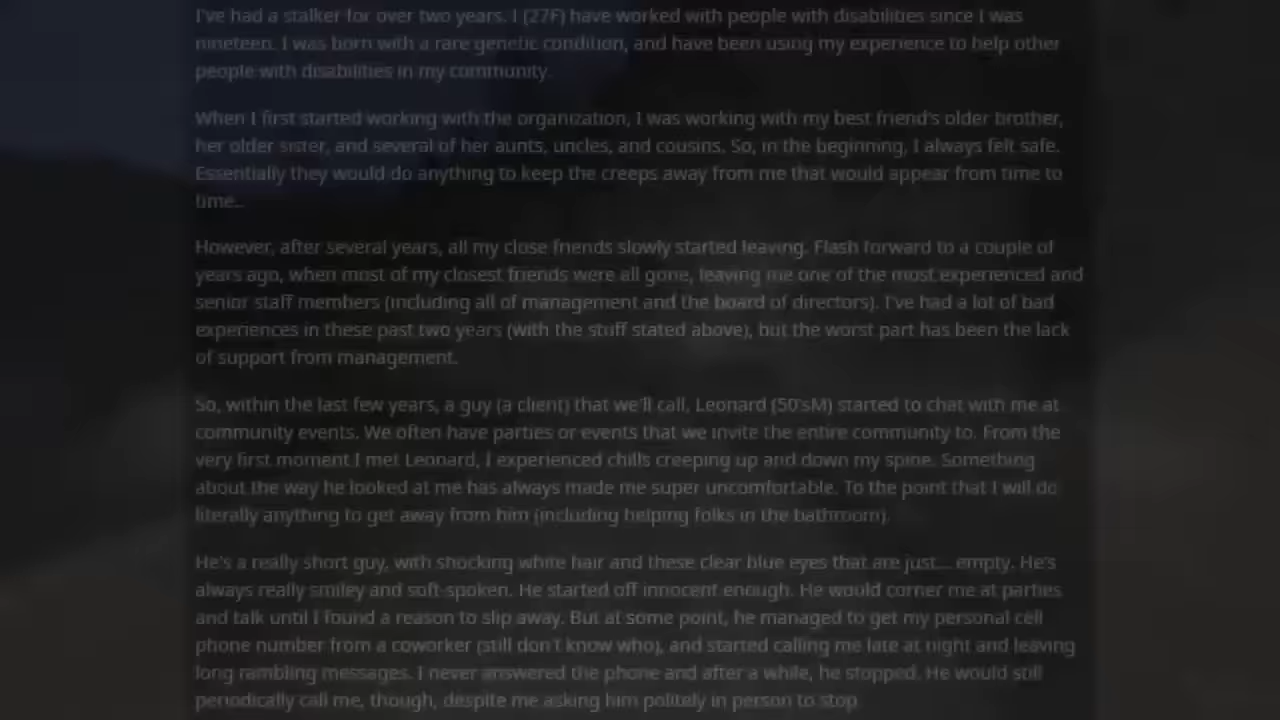 I've had a stalker for over two years. I (27F) have worked with people with disabilities since I was
nineteen. I was born with a rare genetic condition, and have been using my experience to help other
people with disabilities in my community.
When I first started working with the organization, I was working with my best friend's older brother,
her older sister, and several of her aunts, uncles, and cousins. So, in the beginning, I always felt safe.
Essentially they would do anything to keep the creeps away from me that would appear from time to
time..
However, after several years, all my close friends slowly started leaving. Flash forward to a couple of
years ago, when most of my closest friends were all gone, leaving me one of the most experienced and
senior staff members (including all of management and the board of directors). I've had a lot of bad
experiences in these past two years (with the stuff stated above), but the worst part has been the lack
of support from management.
So, within the last few years, a guy (a client) that we'll call, Leonard (50'sM) started to chat with me at
community events. We often have parties or events that we invite the entire community to. From the
very first moment I met Leonard, I experienced chills creeping up and down my spine. Something
about the way he looked at me has always made me super uncomfortable. To the point that I will do
literally anything to get away from him (including helping folks in the bathroom).
He's a really short guy, with shocking white hair and these clear blue eyes that are just... empty. He's
always really smiley and soft-spoken. He started off innocent enough. He would corner me at parties
and talk until I found a reason to slip away. But at some point, he managed to get my personal cell
phone number from a coworker (still don't know who), and started calling me late at night and leaving
long rambling messages. I never answered the phone and after a while, he stopped. He would still
periodically call me, though, despite me asking him politely in person to stop